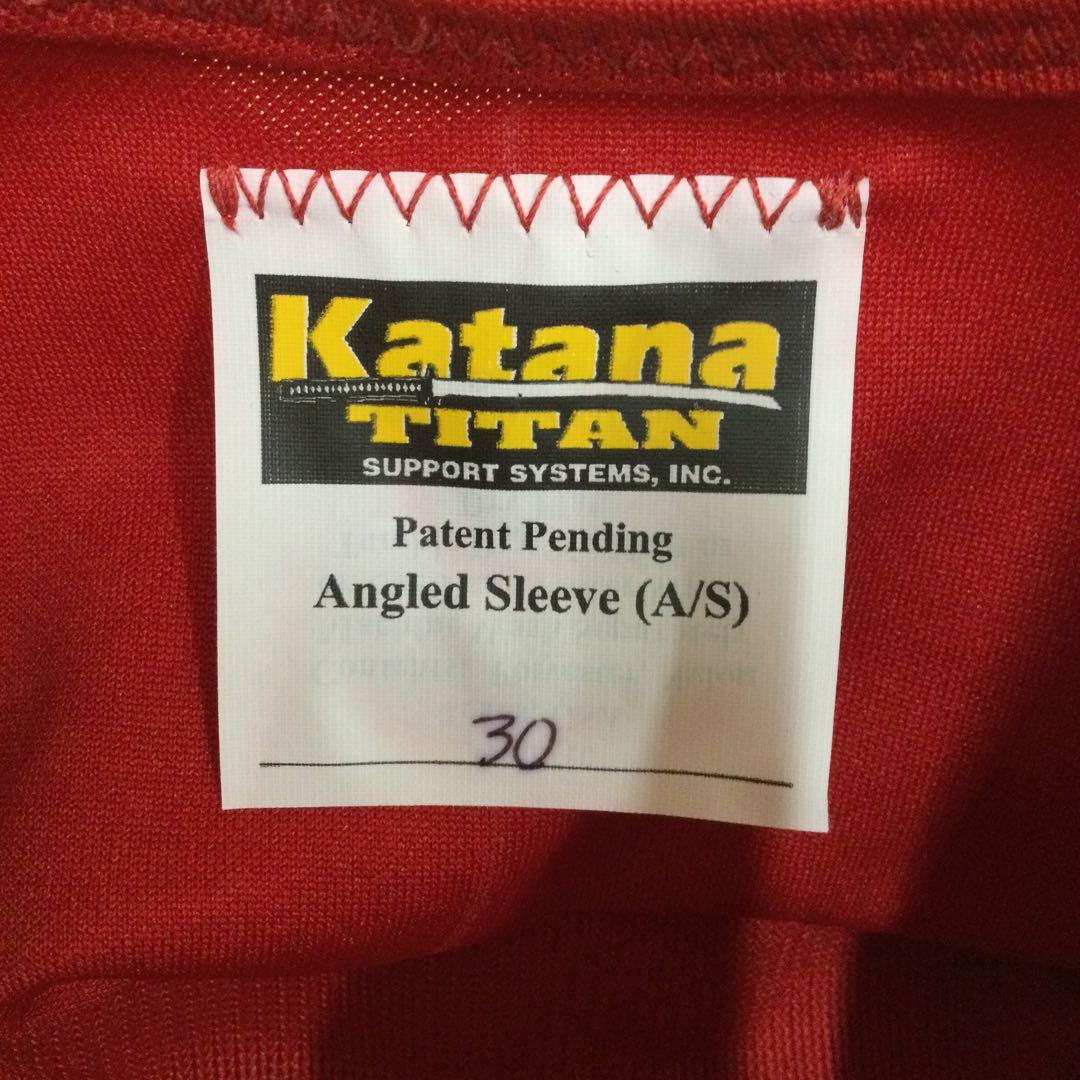 Katana
TITAN
SUPPORT SYSTEMS, INC.
Patent Pending
Angled Sleeve (A/S)
30